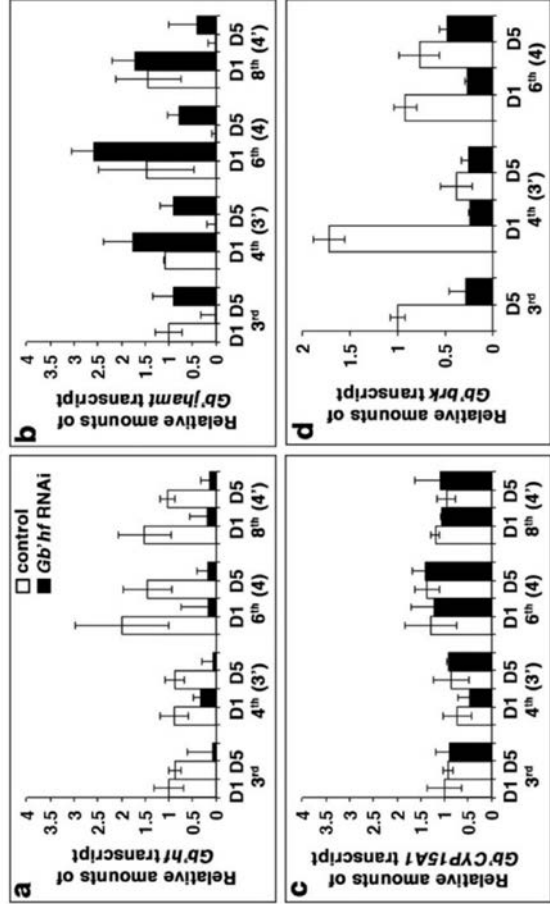 a
Relative amounts of
Gb'hf transcript
4
3.5
3
2.5
2
1.5
1
0.5
0
control
Gb'hf RNAi
D1 D5 D1 D5 D1 D5 D1 D5
3rd 4th (3') 6th (4) 8th (4')
b
Relative amounts of
Gb'jhamt transcript
4
3.5
3
2.5
2
1.5
1
0.5
0
D1 D5 D1 D5 D1 D5 D1 D5
3rd 4th (3') 6th (4) 8th (4')
c
Relative amounts of
Gb'CYP15A1 transcript
4
3.5
3
2.5
2
1.5
1
0.5
0
D1 D5 D1 D5 D1 D5 D1 D5
3rd 4th (3') 6th (4) 8th (4')
d
Relative amounts of
Gb'brk transcript
2
1.5
1
0.5
0
D5 D1 D5 D1 D5
3rd 4th (3') 6th (4)